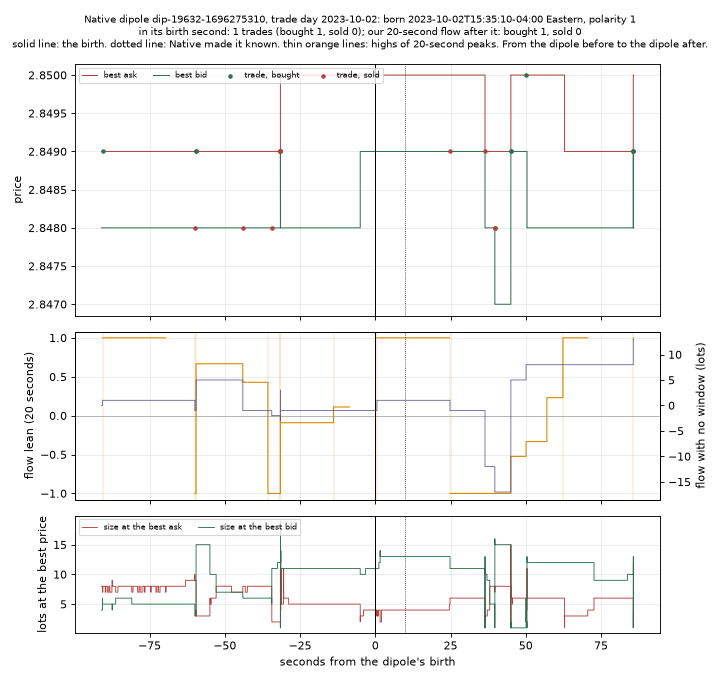 Native dipole dip-19632-1696275310, trade day 2023-10-02: born 2023-10-02T15:35:10-04:00 Eastern, polarity 1
in its birth second: 1 trades (bought 1, sold 0); our 20-second flow after it: bought 1, sold 0
solid line: the birth. dotted line: Native made it known. thin orange lines: highs of 20-second peaks. From the dipole before to the dipole after.
best ask best bid trade, bought trade, sold
2.8500
2.8495
2.8490
2.8485
2.8480
2.8475
2.8470
price
1.0
0.5
0.0
−0.5
−1.0
flow lean (20 seconds)
10
5
0
−5
−10
−15
flow with no window (lots)
size at the best ask size at the best bid
15
10
5
lots at the best price
−75 −50 −25 0 25 50 75
seconds from the dipole's birth